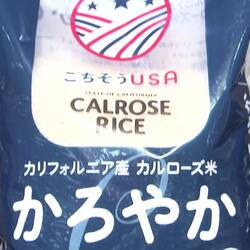 ごちそうUSA
STATE OF CALIFORNIA
CALROSE
RICE
カリフォルニア産 カルローズ米
かろやか